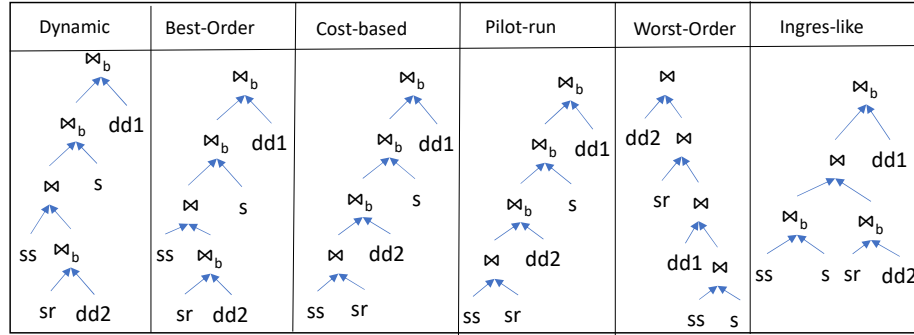 Dynamic
Best-Order
Cost-based
Pilot-run
Worst-Order
Ingres-like
⋈b
dd1
⋈b
s
⋈
ss
⋈b
sr
dd2
⋈b
dd1
⋈b
s
⋈
ss
⋈b
sr
dd2
⋈b
dd1
⋈b
s
⋈b
dd2
⋈
ss
sr
⋈b
dd1
⋈b
s
⋈b
dd2
⋈
ss
sr
⋈
dd2
⋈
sr
⋈
dd1
⋈
ss
s
⋈b
⋈
dd1
⋈b
⋈b
ss
s
sr
dd2